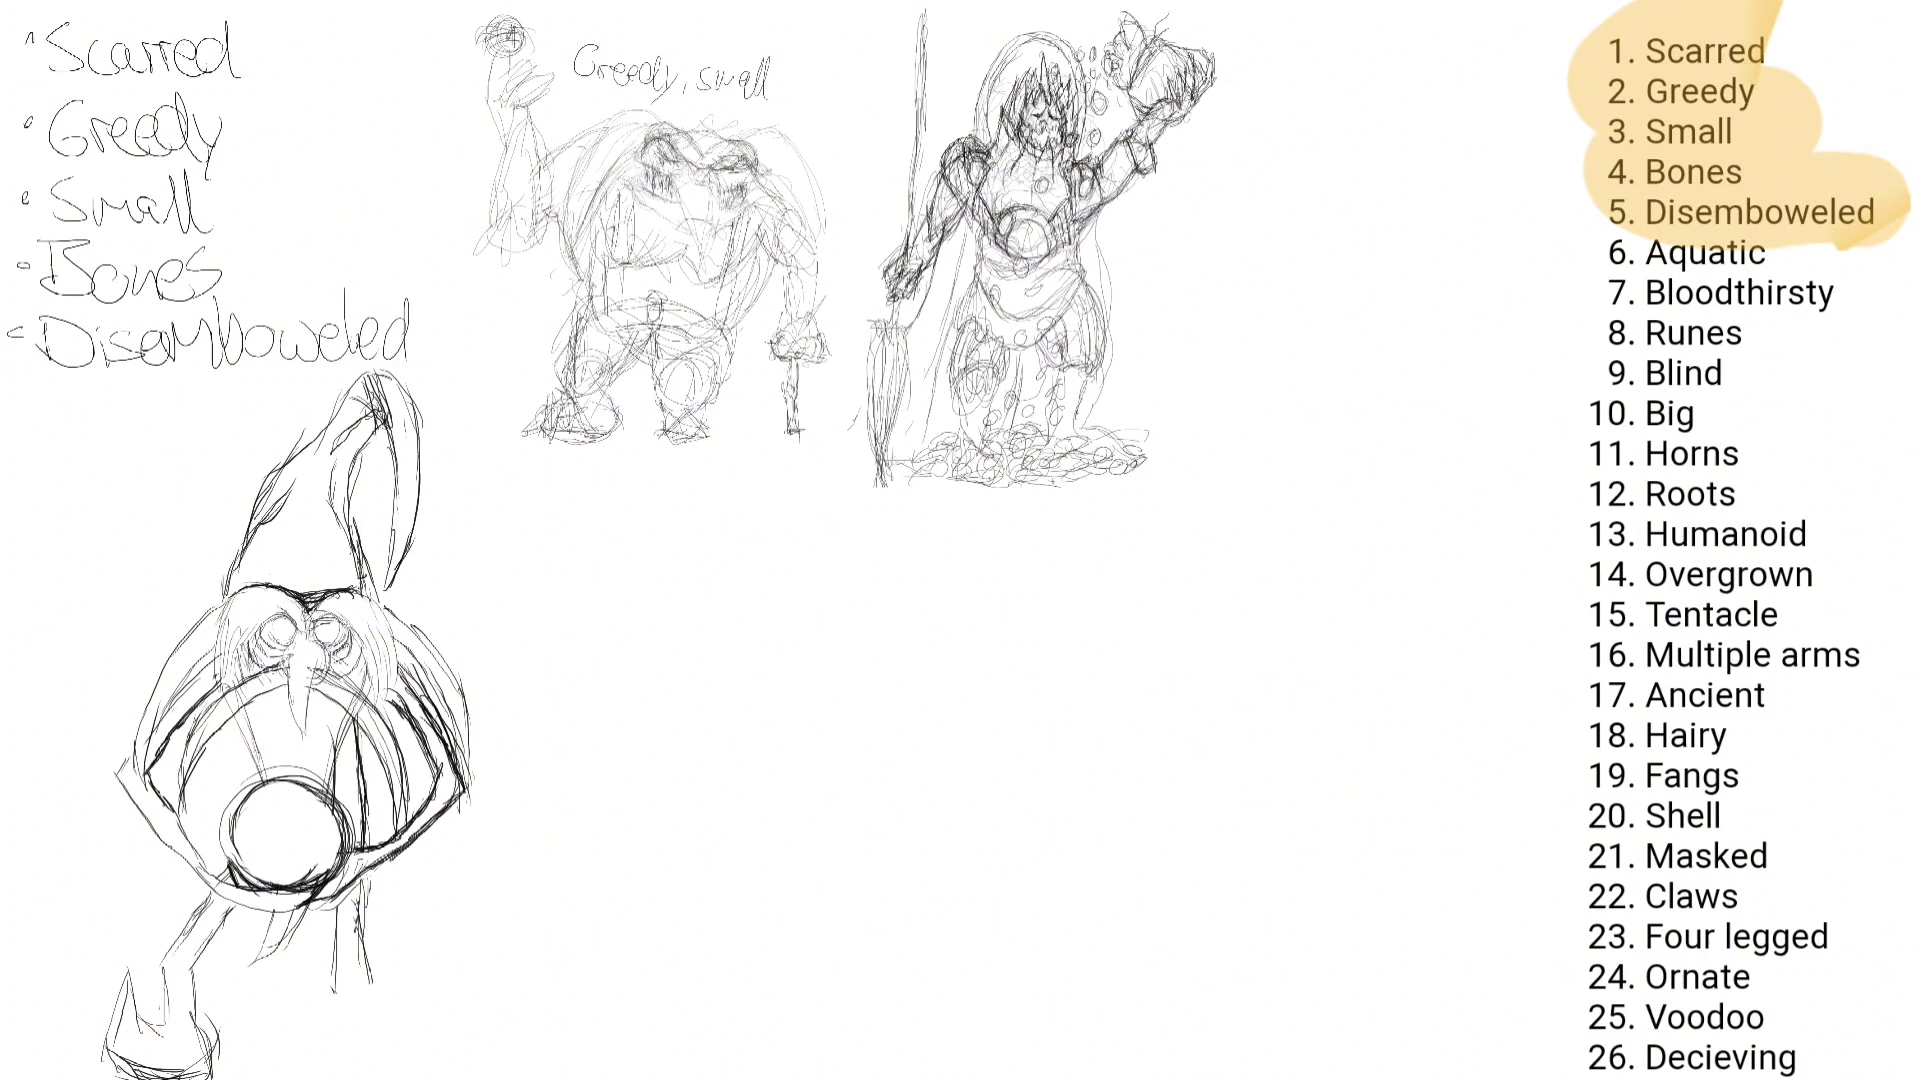 Scarred
Greedy
Small
Bones
Disemboweled
Greedy, small
1. Scarred
2. Greedy
3. Small
4. Bones
5. Disemboweled
6. Aquatic
7. Bloodthirsty
8. Runes
9. Blind
10. Big
11. Horns
12. Roots
13. Humanoid
14. Overgrown
15. Tentacle
16. Multiple arms
17. Ancient
18. Hairy
19. Fangs
20. Shell
21. Masked
22. Claws
23. Four legged
24. Ornate
25. Voodoo
26. Decieving